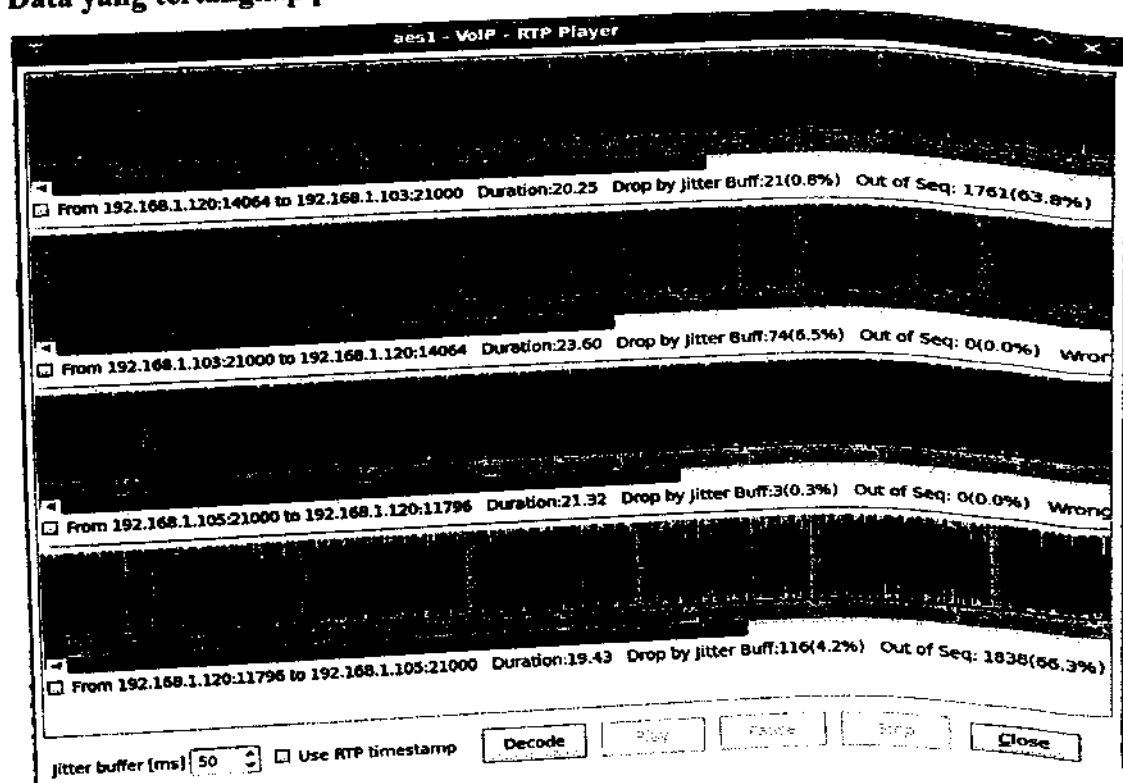 Data yang tertangkap
aes1 - VoIP - RTP Player
From 192.168.1.120:14064 to 192.168.1.103:21000 Duration:20.25 Drop by Jitter Buff:21(0.8%) Out of Seq: 1761(63.8%)
From 192.168.1.103:21000 to 192.168.1.120:14064 Duration:23.60 Drop by Jitter Buff:74(6.5%) Out of Seq: 0(0.0%) Wron
From 192.168.1.105:21000 to 192.168.1.120:11796 Duration:21.32 Drop by Jitter Buff:3(0.3%) Out of Seq: 0(0.0%) Wrong
From 192.168.1.120:11796 to 192.168.1.105:21000 Duration:19.43 Drop by Jitter Buff:116(4.2%) Out of Seq: 1838(66.3%)
Jitter buffer [ms] 50 Use RTP timestamp Decode Play Pause Stop Close